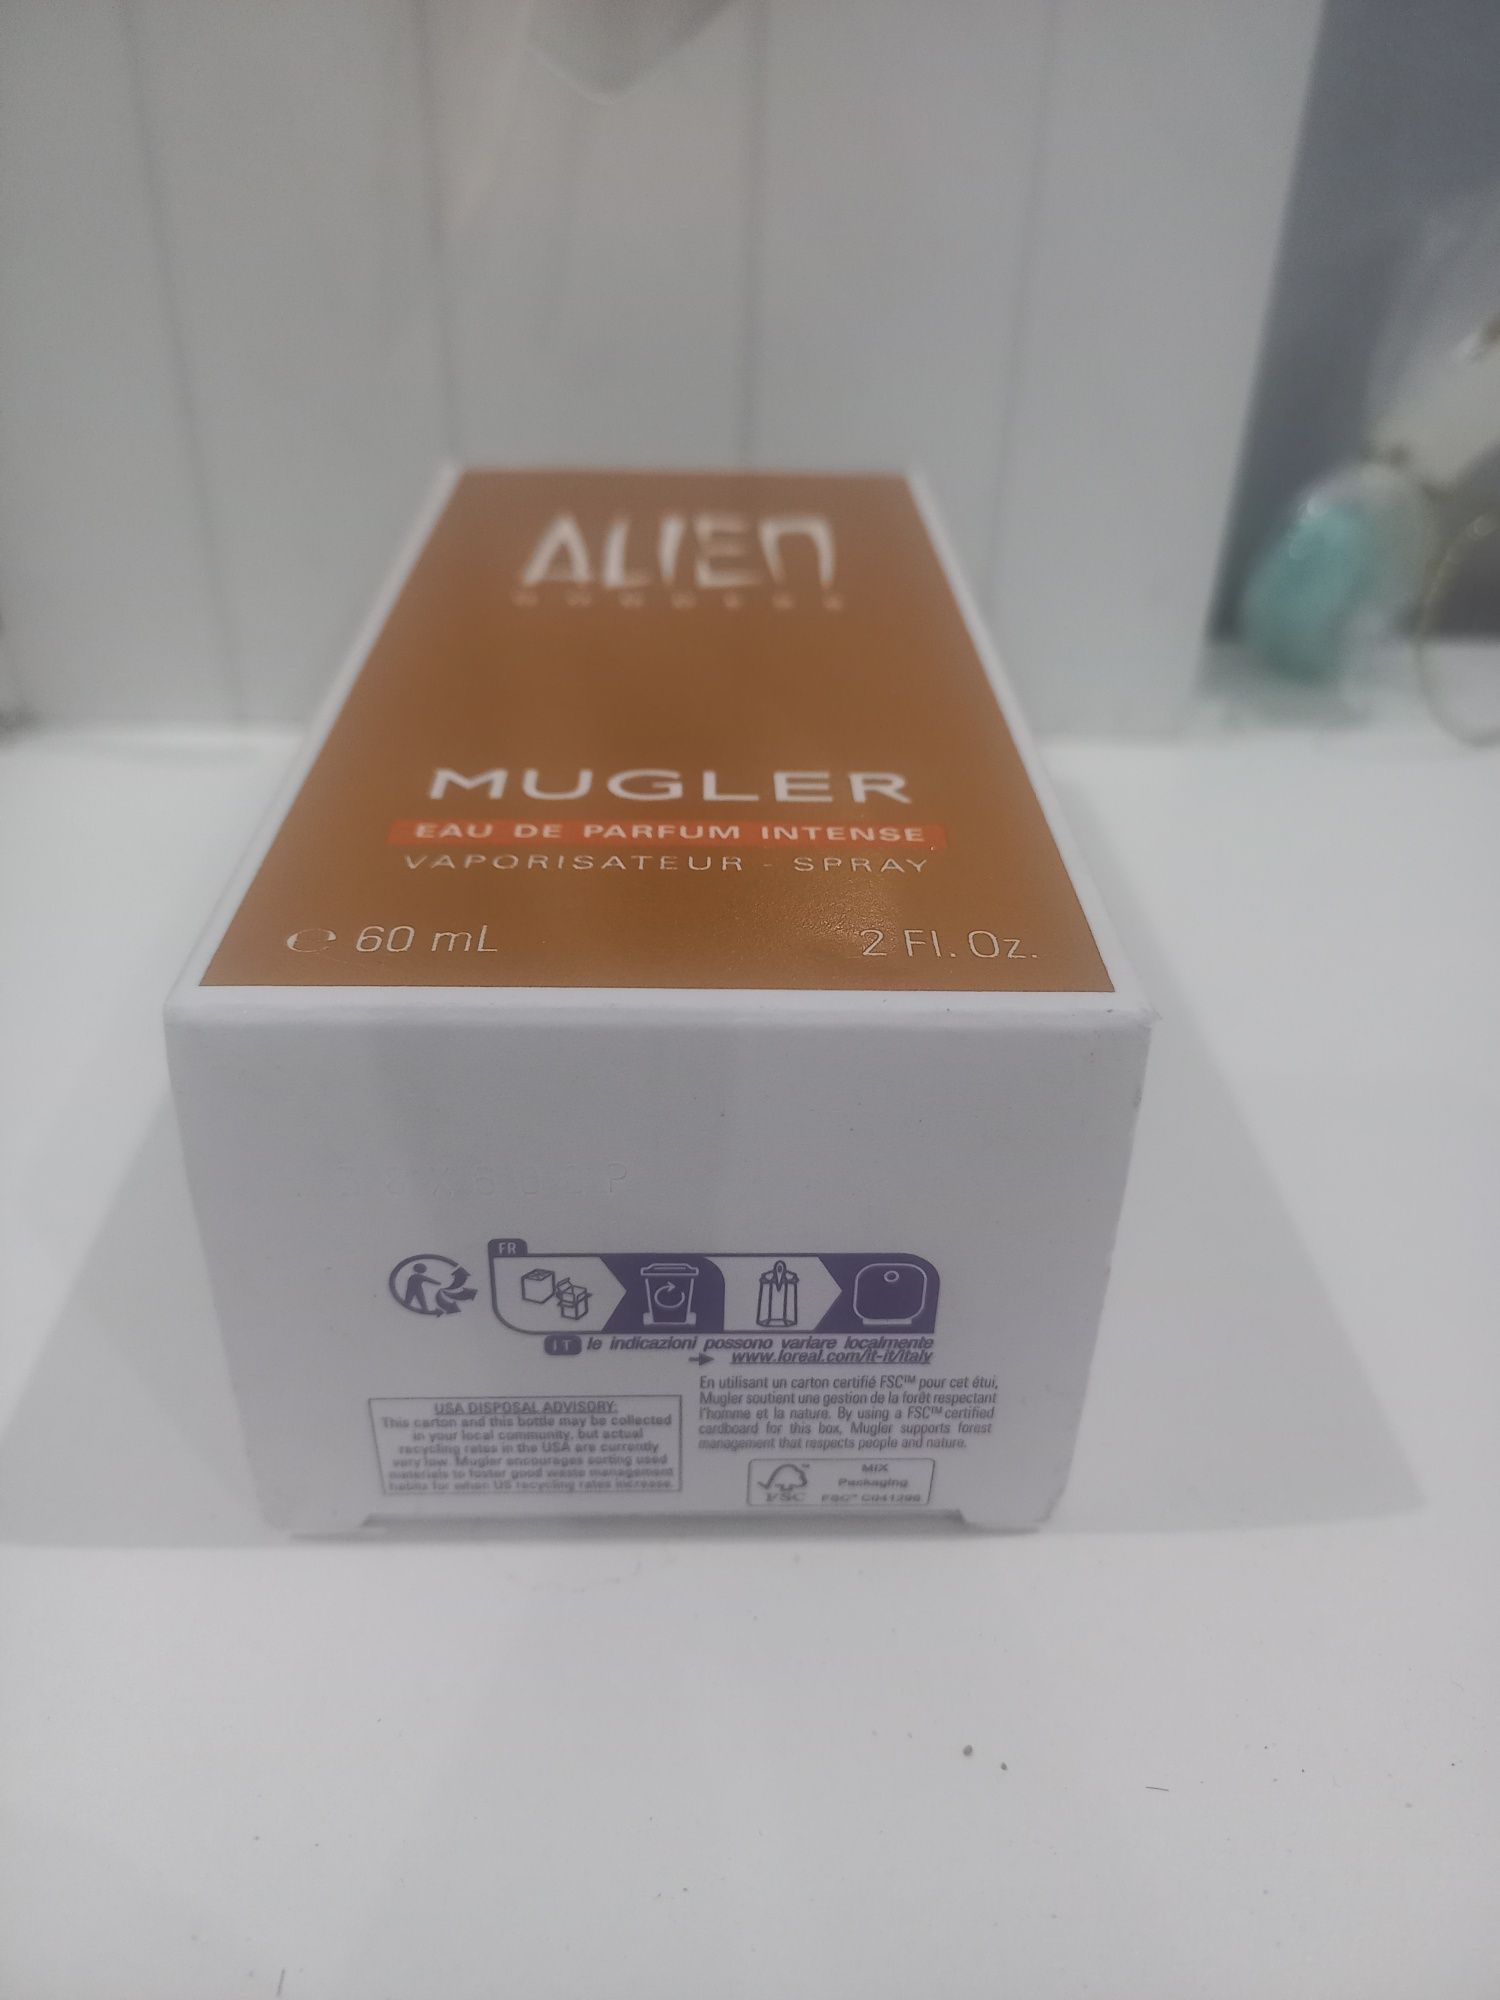 ALIEN
MUGLER
EAU DE PARFUM INTENSE
VAPORISATEUR - SPRAY
e 60 mL 2 Fl. Oz.
FR
IT le indicazioni possono variare localmente
www.loreal.com/it-it/italy
USA DISPOSAL ADVISORY:
This carton and this bottle may be collected
in your local community, but actual
recycling rates in the USA are currently
very low. Mugler encourages sorting used
materials to foster good waste management
habits for when US recycling rates increase.
En utilisant un carton certifié FSC™ pour cet étui,
Mugler soutient une gestion de la forêt respectant
l'homme et la nature. By using a FSC™ certified
cardboard for this box, Mugler supports forest
management that respects people and nature.
FSC
MIX
Packaging
FSC™ C041296